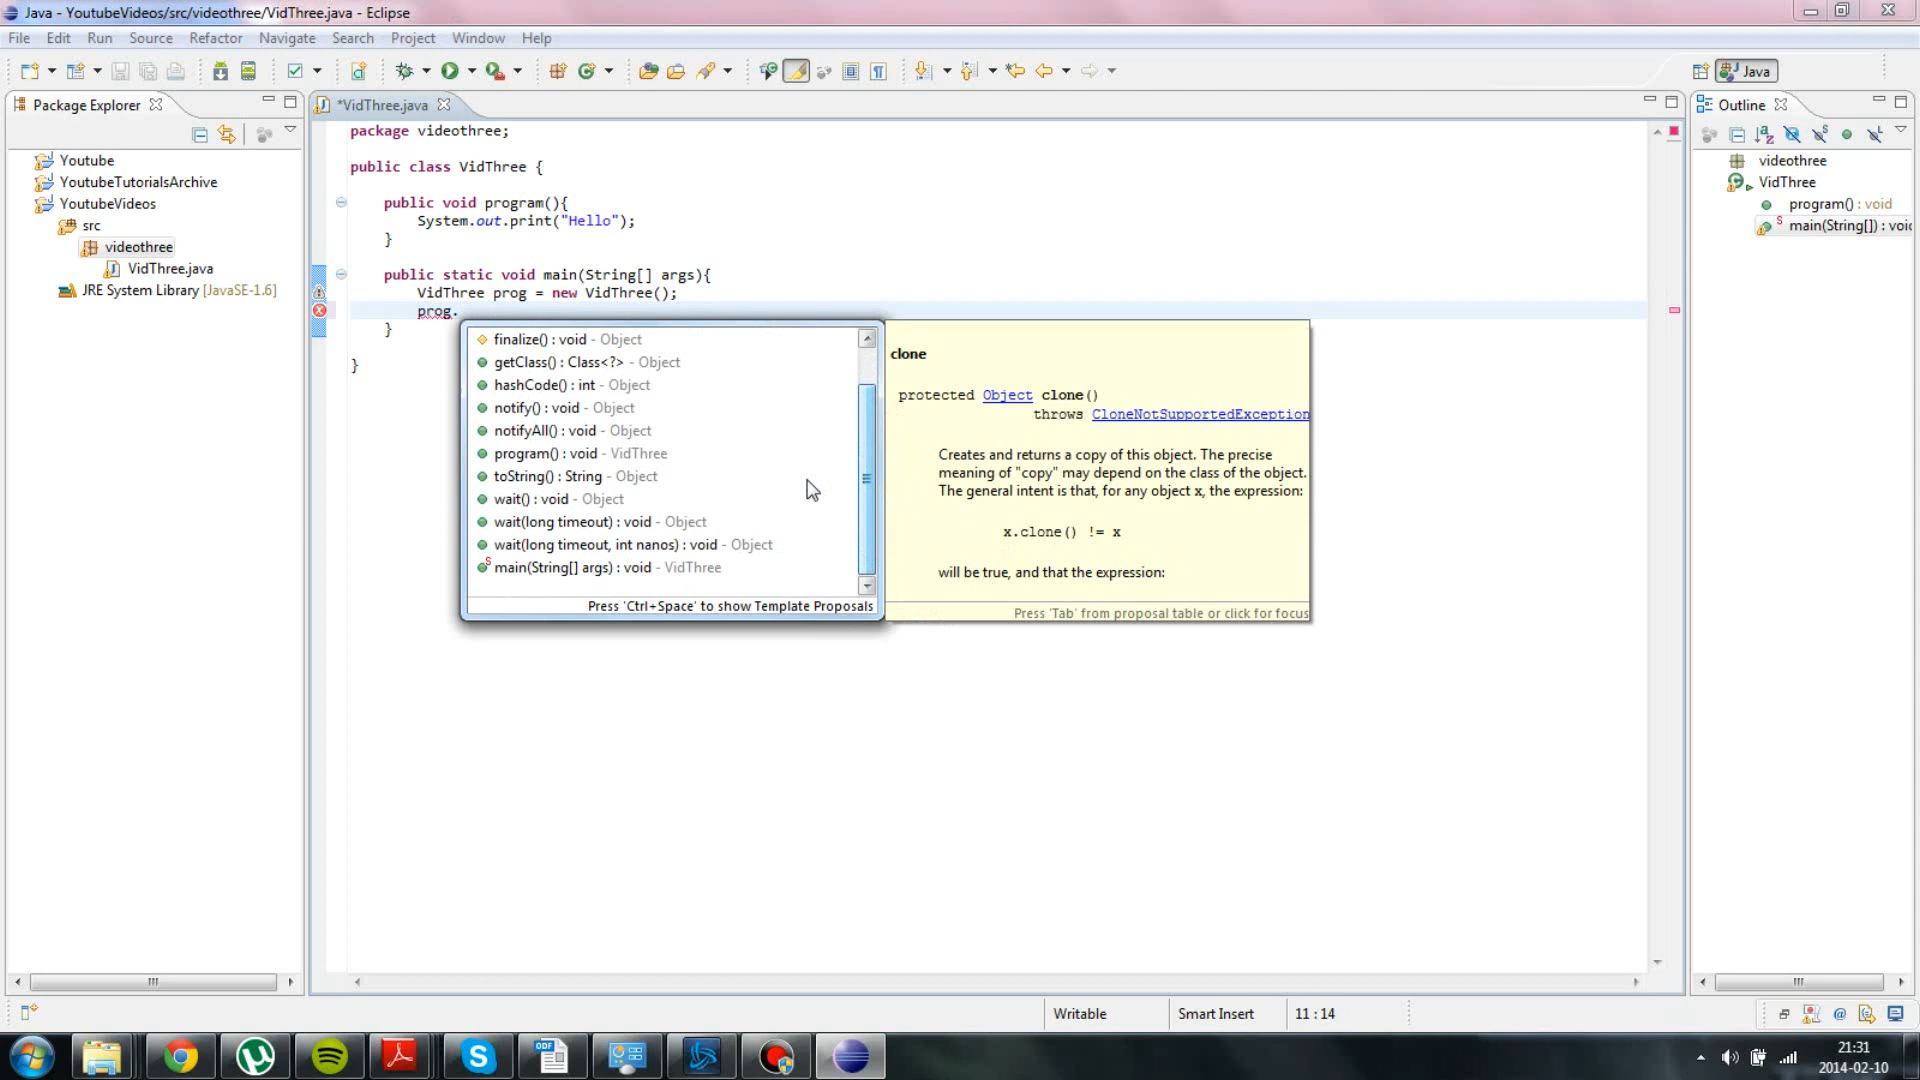 Java - YoutubeVideos/src/videothree/VidThree.java - Eclipse
File Edit Run Source Refactor Navigate Search Project Window Help
Java
Package Explorer
*VidThree.java
Outline
Youtube
YoutubeTutorialsArchive
YoutubeVideos
src
videothree
VidThree.java
JRE System Library [JavaSE-1.6]
package videothree;
public class VidThree {
public void program(){
System.out.print("Hello");
}
public static void main(String[] args){
VidThree prog = new VidThree();
prog.
}
}
finalize() : void - Object
getClass() : Class<?> - Object
hashCode() : int - Object
notify() : void - Object
notifyAll() : void - Object
program() : void - VidThree
toString() : String - Object
wait() : void - Object
wait(long timeout) : void - Object
wait(long timeout, int nanos) : void - Object
main(String[] args) : void - VidThree
Press 'Ctrl+Space' to show Template Proposals
clone
protected Object clone()
throws CloneNotSupportedException
Creates and returns a copy of this object. The precise
meaning of "copy" may depend on the class of the object.
The general intent is that, for any object x, the expression:
x.clone() != x
will be true, and that the expression:
Press 'Tab' from proposal table or click for focus
videothree
VidThree
program() : void
main(String[]) : voi
Writable
Smart Insert
11 : 14
21:31
2014-02-10